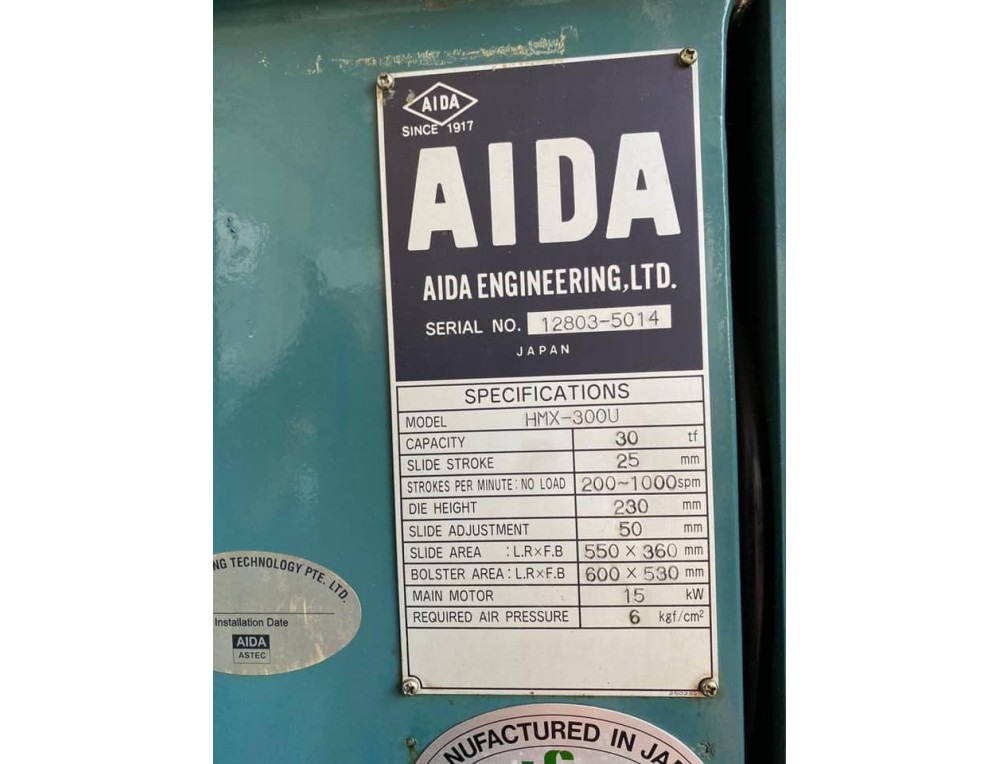 AIDA
SINCE 1917
AIDA
AIDA ENGINEERING,LTD.
SERIAL NO. 12803-5014
JAPAN
SPECIFICATIONS
MODEL HMX-300U
CAPACITY 30 tf
SLIDE STROKE 25 mm
STROKES PER MINUTE: NO LOAD 200~1000spm
DIE HEIGHT 230 mm
SLIDE ADJUSTMENT 50 mm
SLIDE AREA :L.R×F.B 550 × 360 mm
BOLSTER AREA:L.R×F.B 600 × 530 mm
MAIN MOTOR 15 kW
REQUIRED AIR PRESSURE 6 kgf/cm²
NG TECHNOLOGY PTE. LTD.
Installation Date
AIDA
ASTEC
NUFACTURED IN JAP